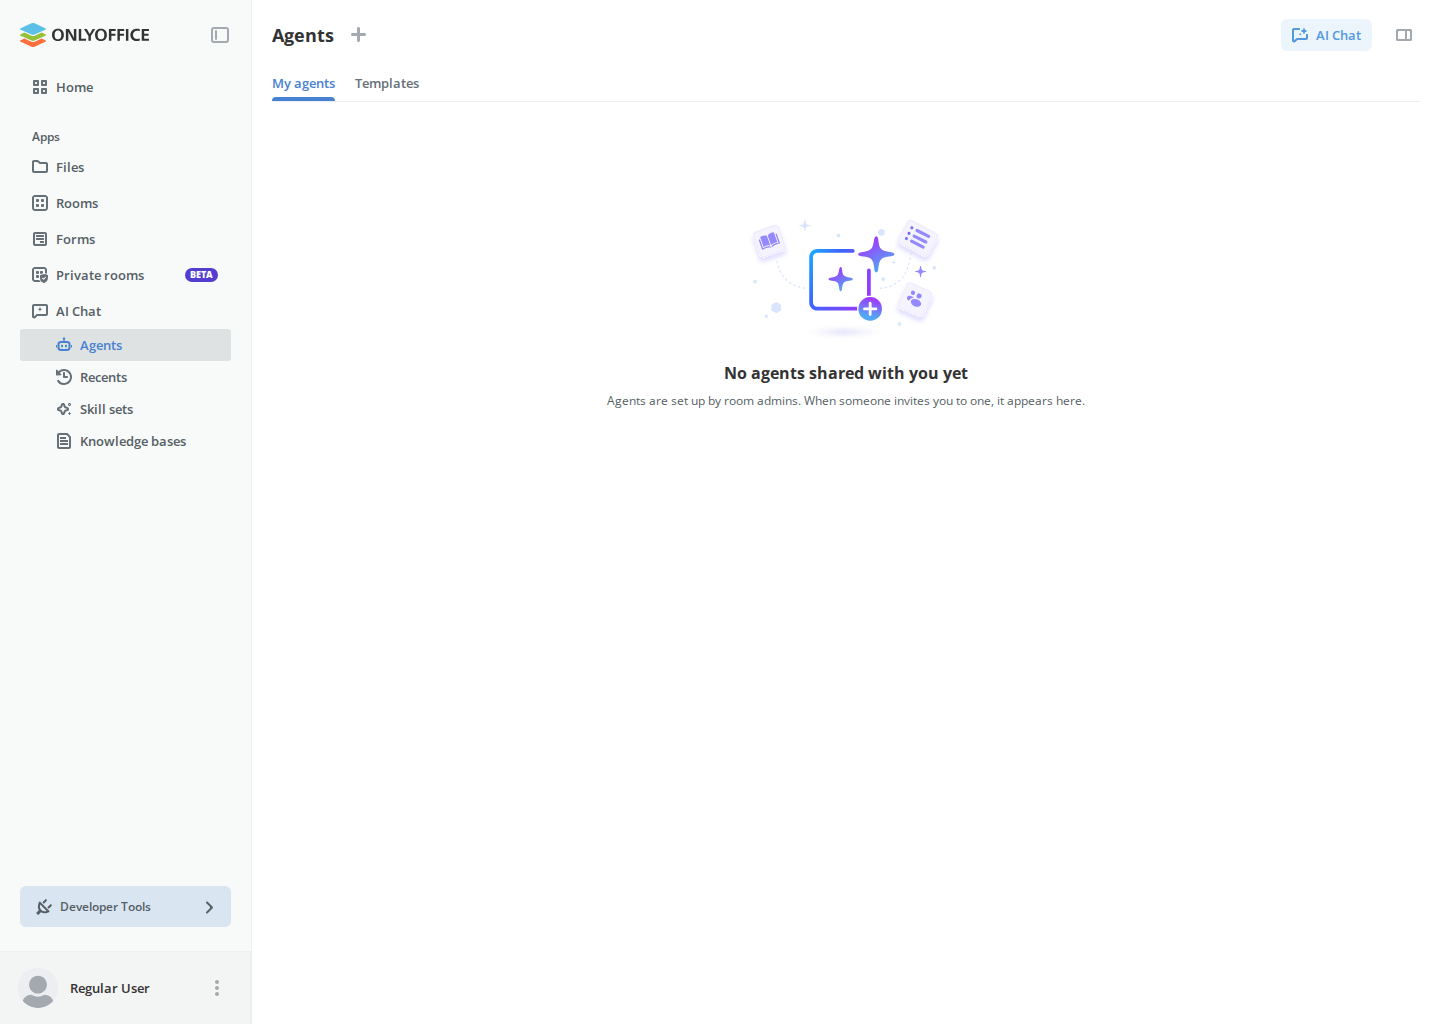 ONLYOFFICE
Home
Apps
Files
Rooms
Forms
Private rooms
BETA
AI Chat
Agents
Recents
Skill sets
Knowledge bases
Developer Tools
Regular User
Agents
AI Chat
My agents
Templates
No agents shared with you yet
Agents are set up by room admins. When someone invites you to one, it appears here.